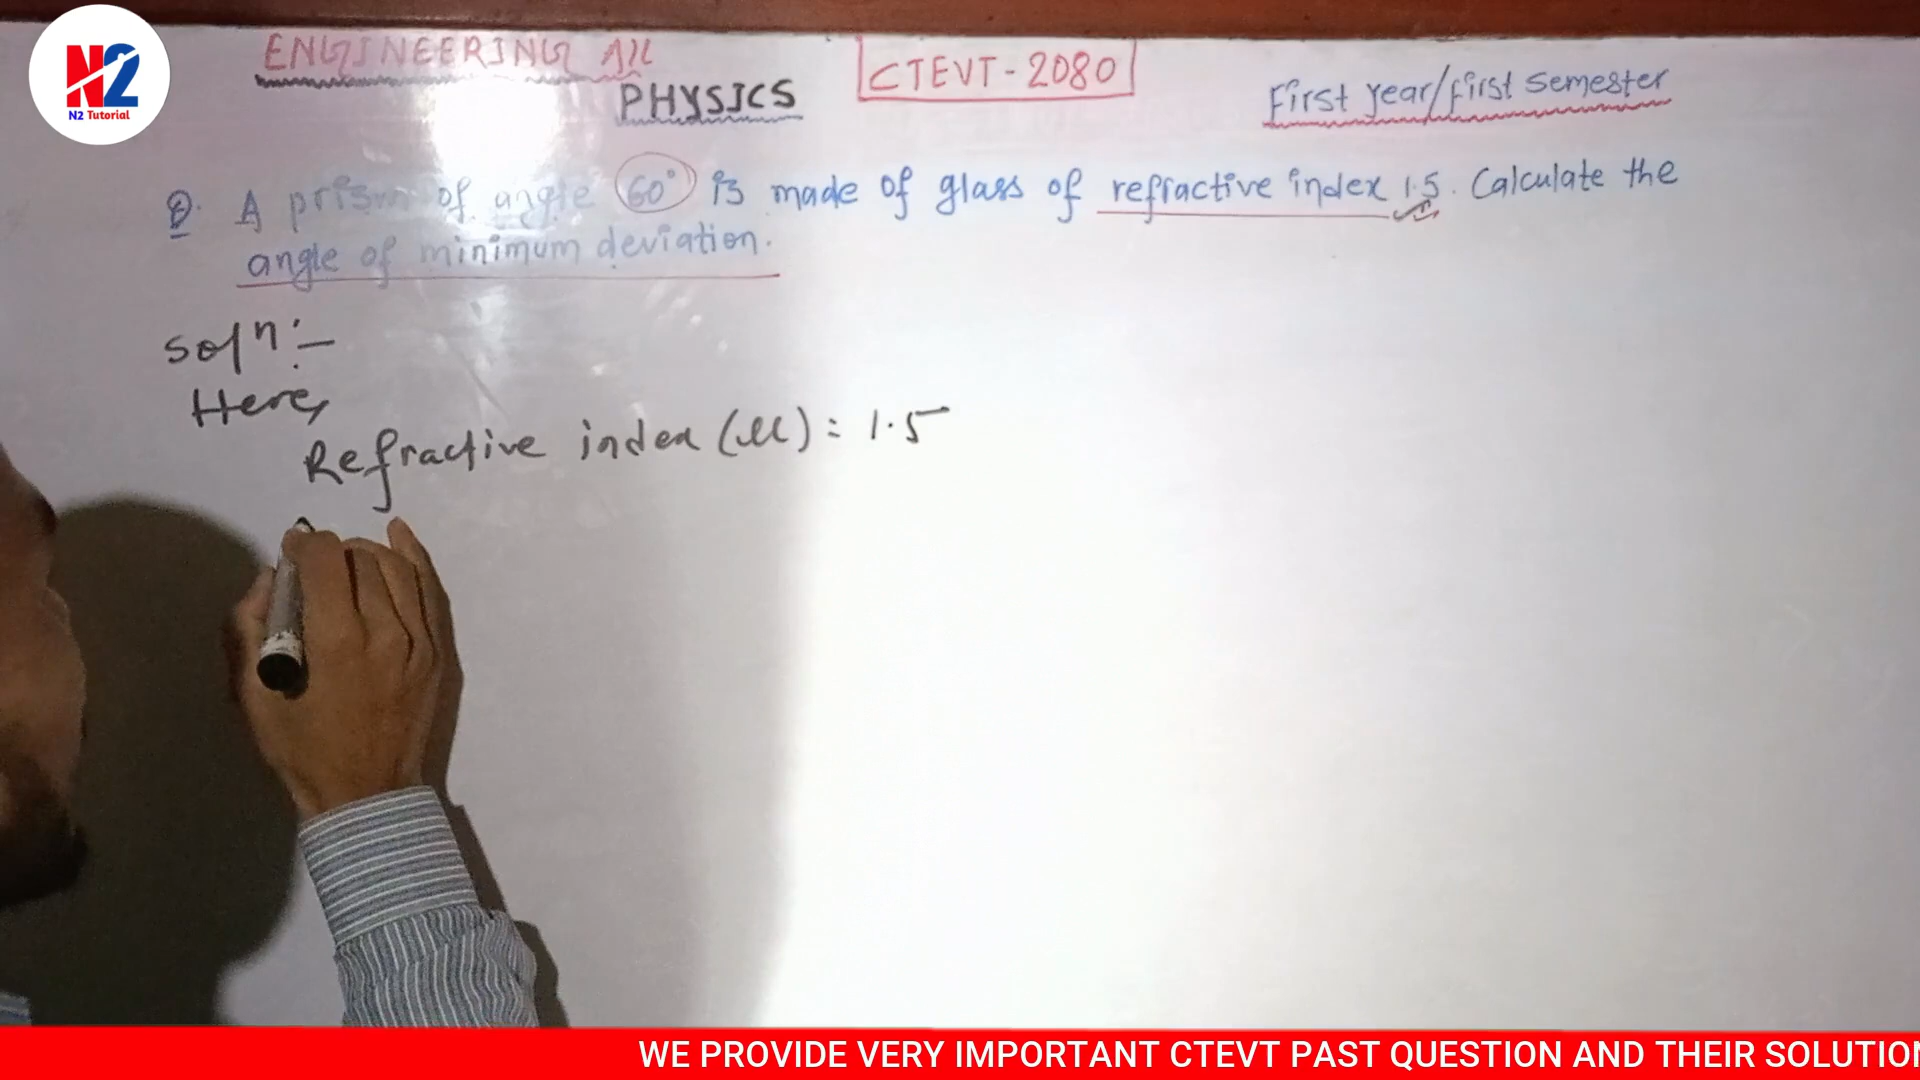 N2
N2 Tutorial
ENGINEERING All
PHYSICS
CTEVT-2080
First year/first semester
Q. A prism of angle 60° is made of glass of refractive index 1.5. Calculate the
angle of minimum deviation.
Solⁿ:-
Here,
Refractive index (μ) = 1.5
WE PROVIDE VERY IMPORTANT CTEVT PAST QUESTION AND THEIR SOLUTION